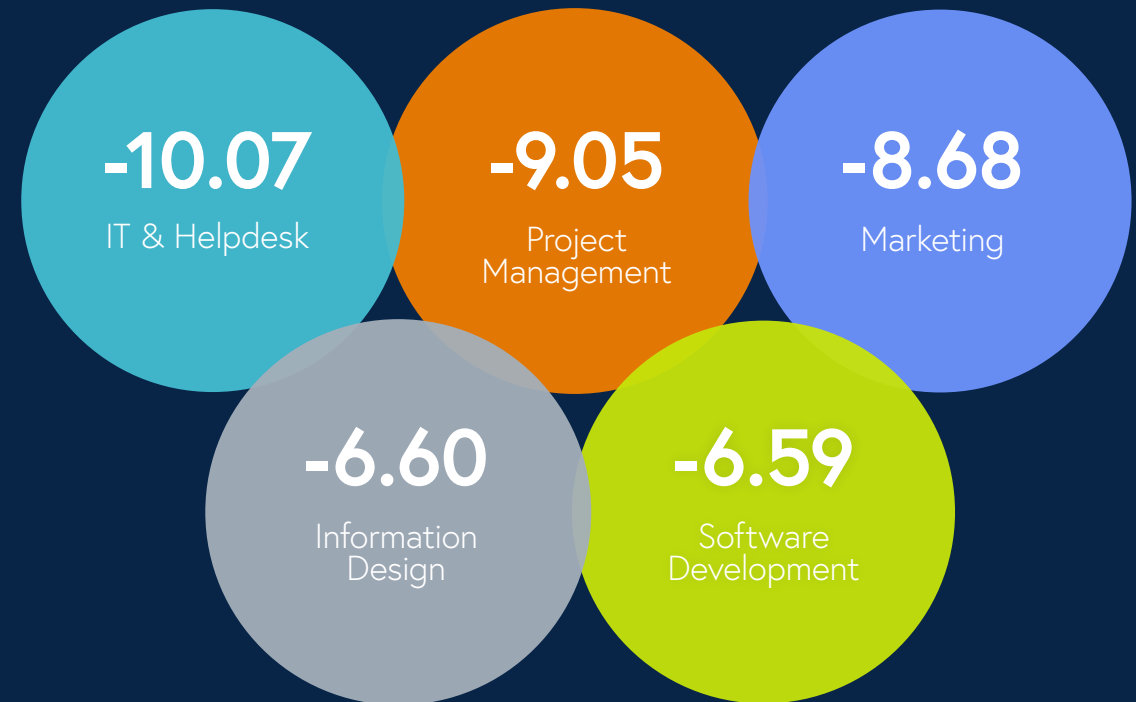 -10.07
IT & Helpdesk
-9.05
Project
Management
-8.68
Marketing
-6.60
Information
Design
-6.59
Software
Development